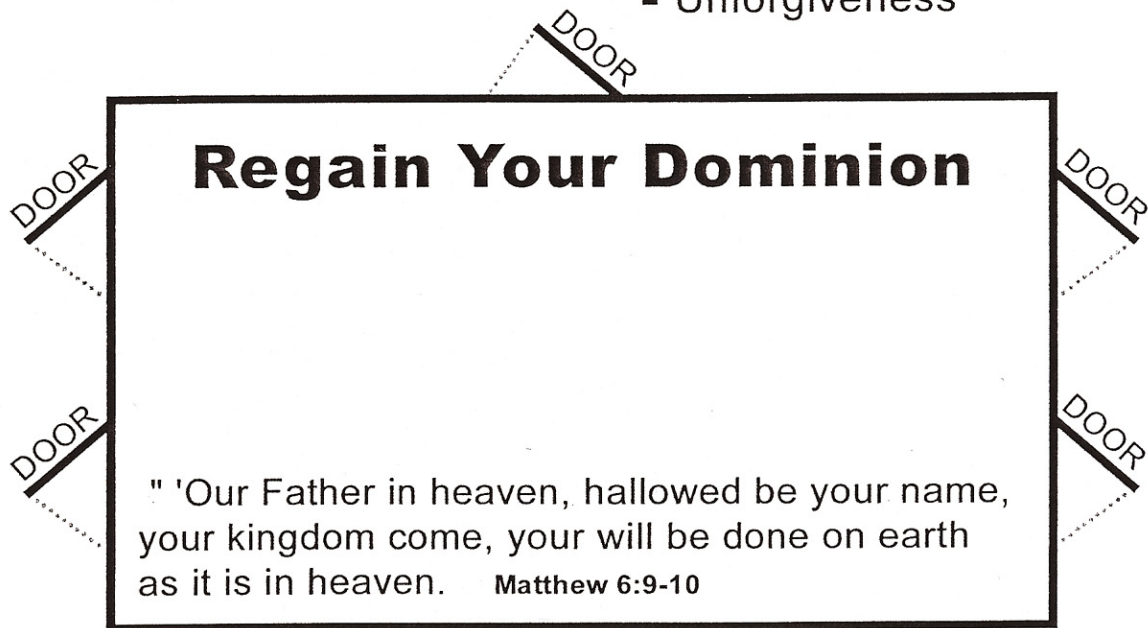 - Unforgiveness
DOOR
Regain Your Dominion
DOOR
DOOR
DOOR
DOOR
" 'Our Father in heaven, hallowed be your name,
your kingdom come, your will be done on earth
as it is in heaven. Matthew 6:9-10